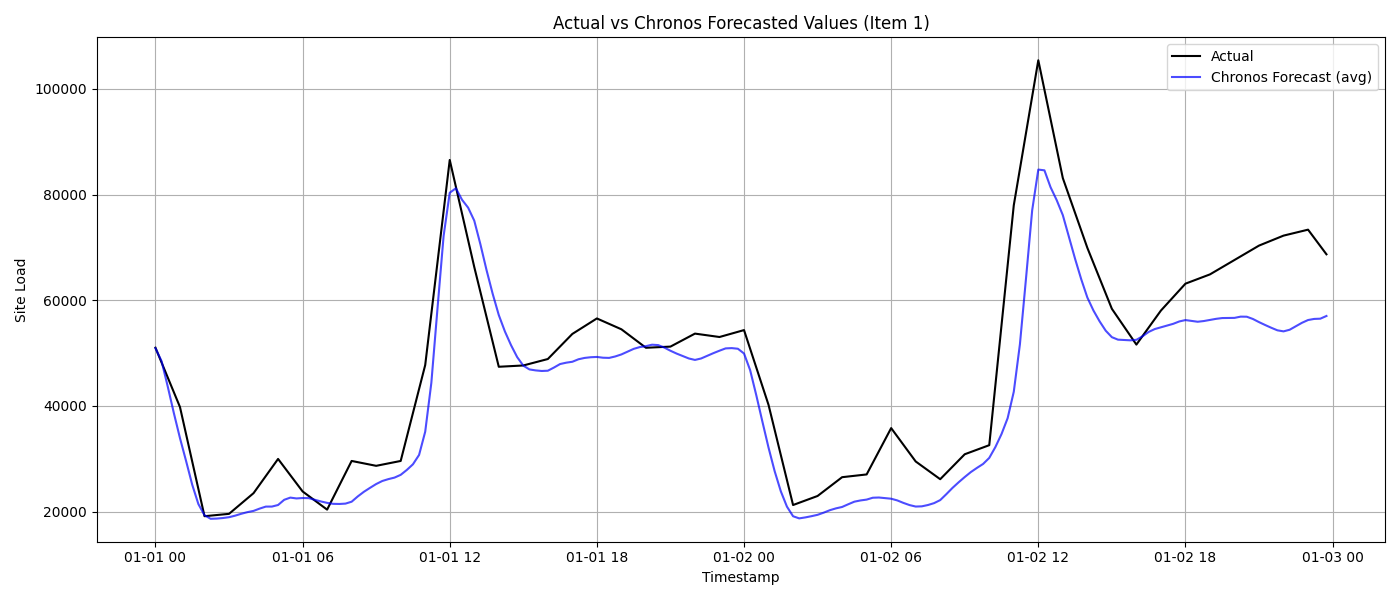 Actual vs Chronos Forecasted Values (Item 1)
Actual
Chronos Forecast (avg)
100000
80000
60000
40000
20000
Site Load
01-01 00
01-01 06
01-01 12
01-01 18
01-02 00
01-02 06
01-02 12
01-02 18
01-03 00
Timestamp